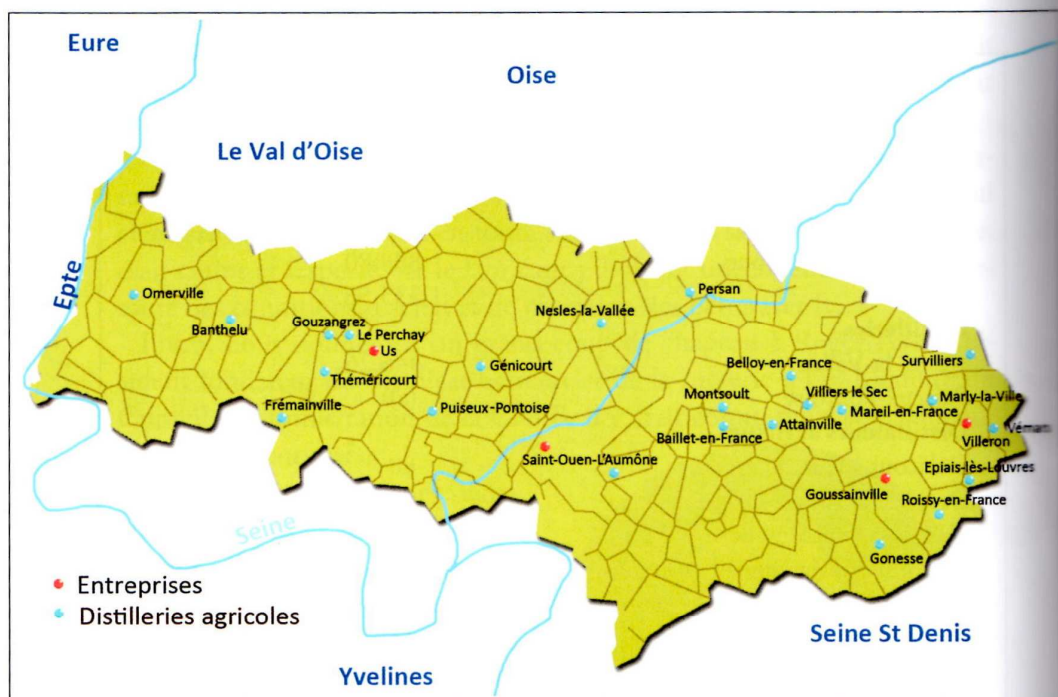 Eure
Oise
Le Val d'Oise
Epte
Omerville
Persan
Banthelu
Nesles-la-Vallée
Gouzangrez
Le Perchay
Us
Survilliers
Belloy-en-France
Génicourt
Théméricourt
Montsoult
Villiers le Sec
Marly-la-Ville
Frémainville
Puiseux-Pontoise
Mareil-en-France
Baillet-en-France
Attainville
Villeron
Saint-Ouen-L'Aumône
Epiais-lès-Louvres
Goussainville
Roissy-en-France
Seine
Gonesse
Entreprises
Distilleries agricoles
Seine St Denis
Yvelines